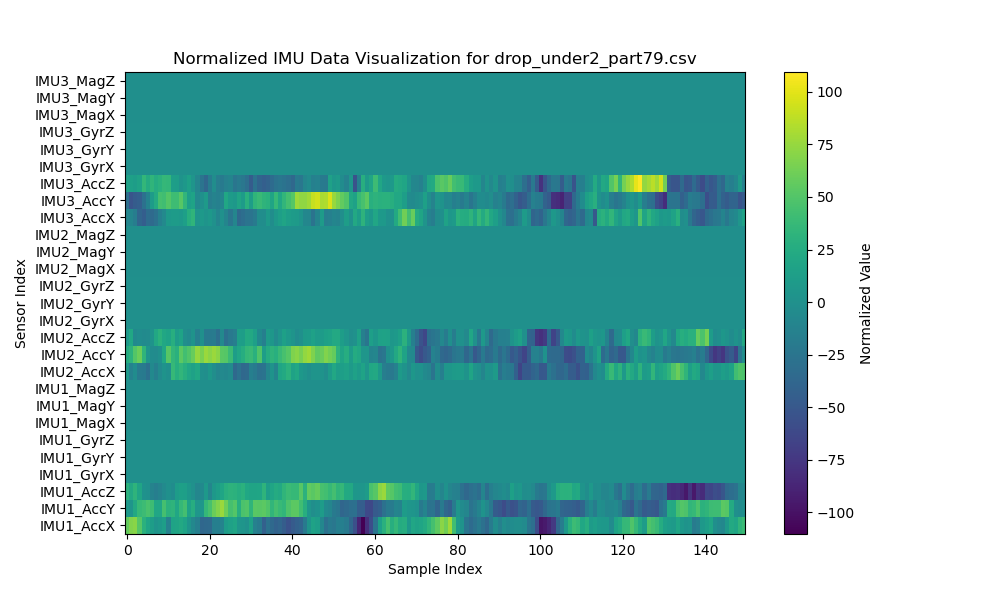 Normalized IMU Data Visualization for drop_under2_part79.csv
IMU3_MagZ
IMU3_MagY
IMU3_MagX
IMU3_GyrZ
IMU3_GyrY
IMU3_GyrX
IMU3_AccZ
IMU3_AccY
IMU3_AccX
IMU2_MagZ
IMU2_MagY
IMU2_MagX
IMU2_GyrZ
IMU2_GyrY
IMU2_GyrX
IMU2_AccZ
IMU2_AccY
IMU2_AccX
IMU1_MagZ
IMU1_MagY
IMU1_MagX
IMU1_GyrZ
IMU1_GyrY
IMU1_GyrX
IMU1_AccZ
IMU1_AccY
IMU1_AccX
Sensor Index
0 20 40 60 80 100 120 140
Sample Index
100
75
50
25
0
−25
−50
−75
−100
Normalized Value